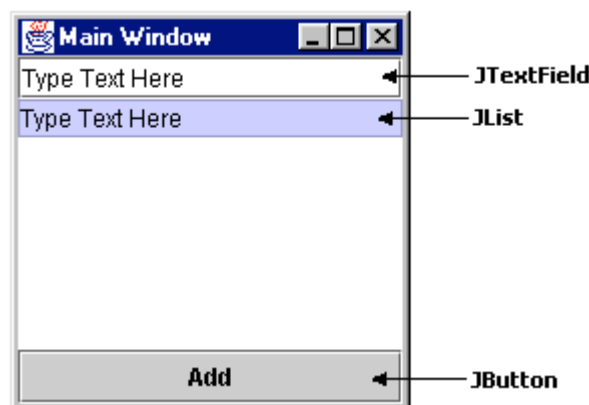 Main Window
Type Text Here
JTextField
Type Text Here
JList
Add
JButton